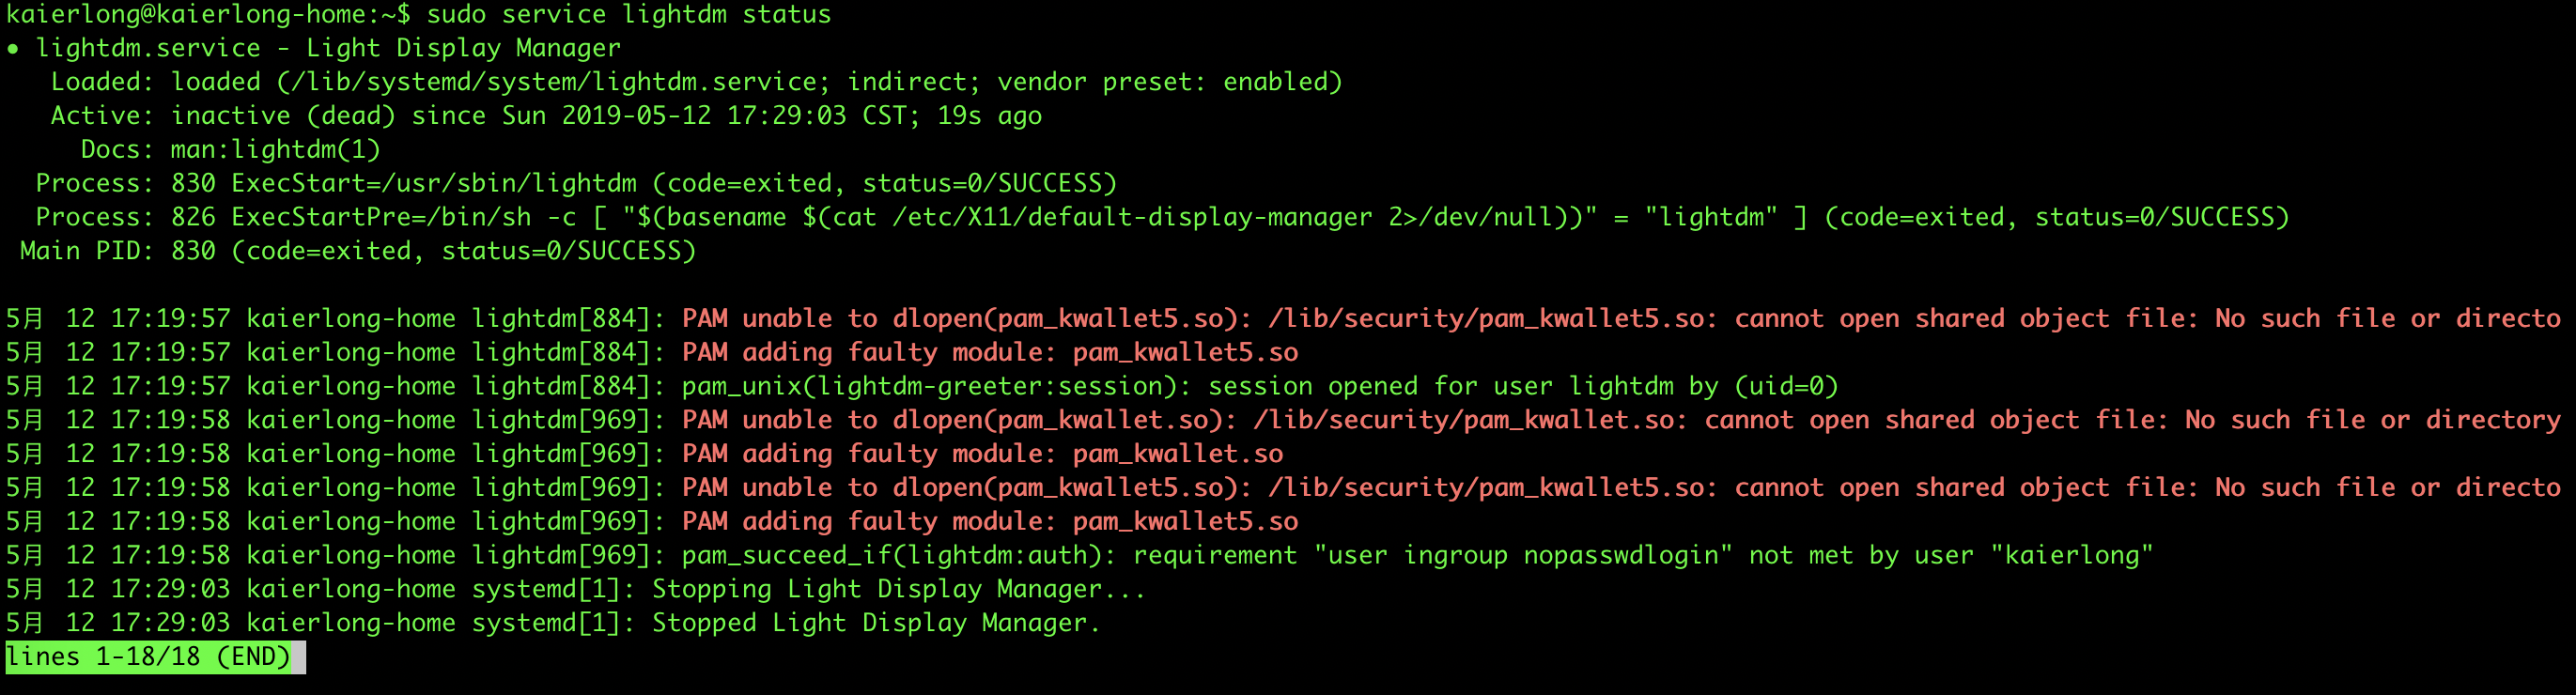 kaierlong@kaierlong-home:~$ sudo service lightdm status
● lightdm.service - Light Display Manager
   Loaded: loaded (/lib/systemd/system/lightdm.service; indirect; vendor preset: enabled)
   Active: inactive (dead) since Sun 2019-05-12 17:29:03 CST; 19s ago
     Docs: man:lightdm(1)
  Process: 830 ExecStart=/usr/sbin/lightdm (code=exited, status=0/SUCCESS)
  Process: 826 ExecStartPre=/bin/sh -c [ "$(basename $(cat /etc/X11/default-display-manager 2>/dev/null))" = "lightdm" ] (code=exited, status=0/SUCCESS)
 Main PID: 830 (code=exited, status=0/SUCCESS)

5月 12 17:19:57 kaierlong-home lightdm[884]: PAM unable to dlopen(pam_kwallet5.so): /lib/security/pam_kwallet5.so: cannot open shared object file: No such file or directo
5月 12 17:19:57 kaierlong-home lightdm[884]: PAM adding faulty module: pam_kwallet5.so
5月 12 17:19:57 kaierlong-home lightdm[884]: pam_unix(lightdm-greeter:session): session opened for user lightdm by (uid=0)
5月 12 17:19:58 kaierlong-home lightdm[969]: PAM unable to dlopen(pam_kwallet.so): /lib/security/pam_kwallet.so: cannot open shared object file: No such file or directory
5月 12 17:19:58 kaierlong-home lightdm[969]: PAM adding faulty module: pam_kwallet.so
5月 12 17:19:58 kaierlong-home lightdm[969]: PAM unable to dlopen(pam_kwallet5.so): /lib/security/pam_kwallet5.so: cannot open shared object file: No such file or directo
5月 12 17:19:58 kaierlong-home lightdm[969]: PAM adding faulty module: pam_kwallet5.so
5月 12 17:19:58 kaierlong-home lightdm[969]: pam_succeed_if(lightdm:auth): requirement "user ingroup nopasswdlogin" not met by user "kaierlong"
5月 12 17:29:03 kaierlong-home systemd[1]: Stopping Light Display Manager...
5月 12 17:29:03 kaierlong-home systemd[1]: Stopped Light Display Manager.
lines 1-18/18 (END)